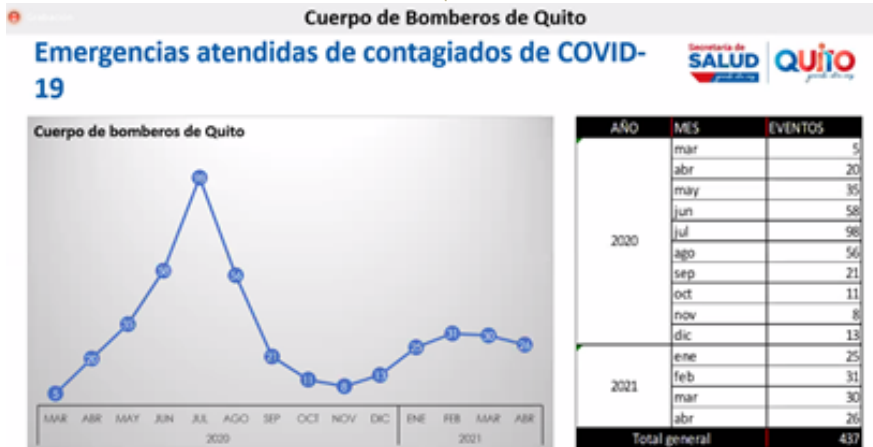 Cuerpo de Bomberos de Quito
Emergencias atendidas de contagiados de COVID-
19
Secretaría de
SALUD
QUITO
Cuerpo de bomberos de Quito
98
58
56
35
31
30
25
26
20
21
11
13
8
5
MAR ABR MAY JUN JUL AGO SEP OCT NOV DIC ENE FEB MAR ABR
2020 2021
AÑO MES EVENTOS
mar 5
abr 20
may 35
jun 58
jul 98
2020
ago 56
sep 21
oct 11
nov 8
dic 13
ene 25
feb 31
2021
mar 30
abr 26
Total general 437